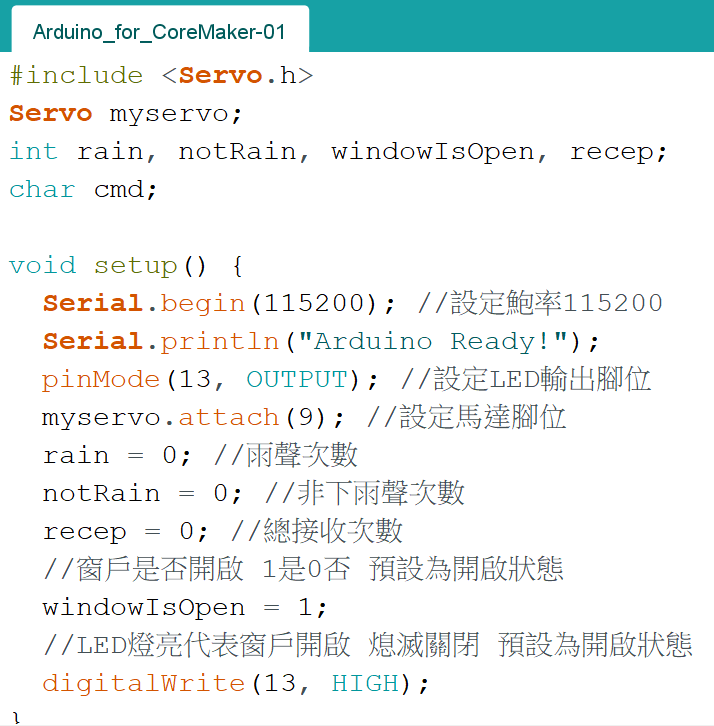 Arduino_for_CoreMaker-01
#include <Servo.h>
Servo myservo;
int rain, notRain, windowIsOpen, recep;
char cmd;
void setup() {
Serial.begin(115200); //設定鮑率115200
Serial.println("Arduino Ready!");
pinMode(13, OUTPUT); //設定LED輸出腳位
myservo.attach(9); //設定馬達腳位
rain = 0; //雨聲次數
notRain = 0; //非下雨聲次數
recep = 0; //總接收次數
//窗戶是否開啟 1是0否 預設為開啟狀態
windowIsOpen = 1;
//LED燈亮代表窗戶開啟 熄滅關閉 預設為開啟狀態
digitalWrite(13, HIGH);
}